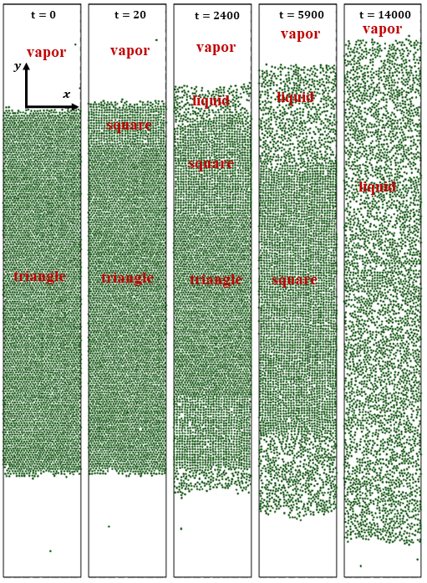 t = 0
vapor
y
x
triangle
t = 20
vapor
square
triangle
t = 2400
vapor
liquid
square
triangle
t = 5900
vapor
liquid
square
t = 14000
vapor
liquid